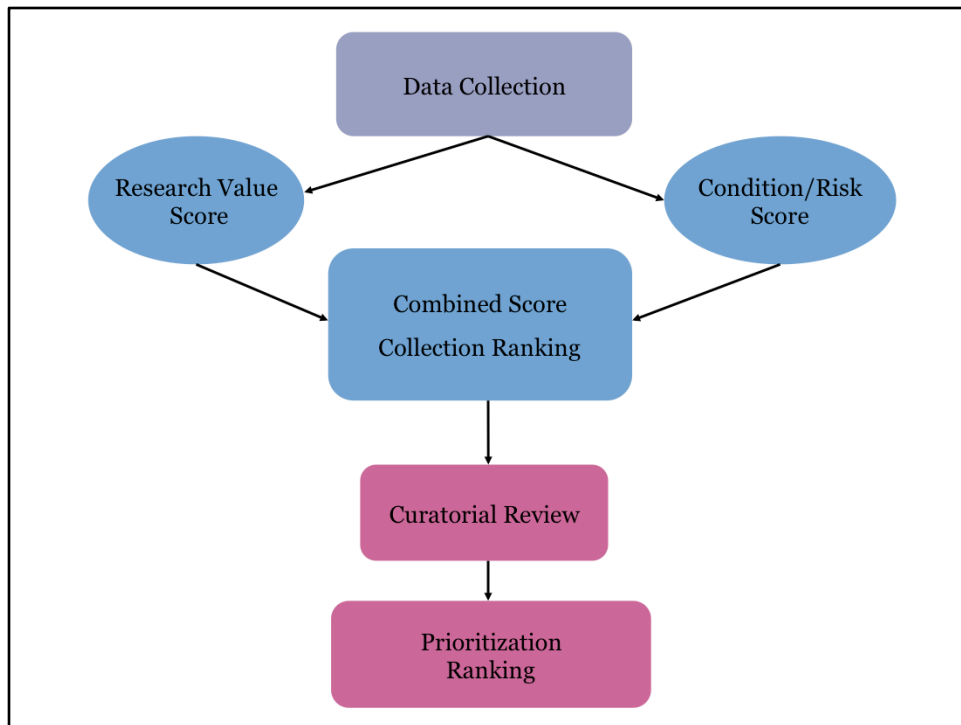 Data Collection
Research Value
Score
Condition/Risk
Score
Combined Score
Collection Ranking
Curatorial Review
Prioritization
Ranking